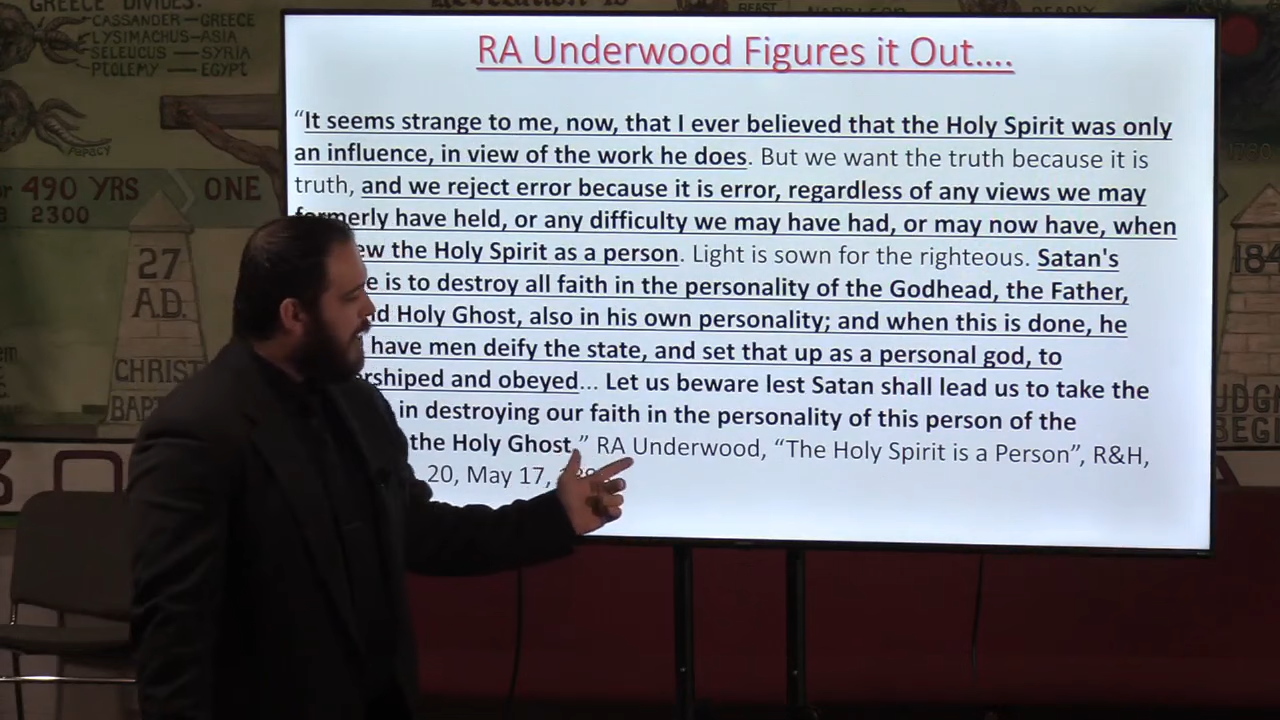 GREECE DIVIDES:
CASSANDER — GREECE
LYSIMACHUS-ASIA
SELEUCUS — SYRIA
PTOLEMY — EGYPT
490 YRS
ONE
2300
27
A.D.
CHRIST
BAP
RA Underwood Figures it Out....
“It seems strange to me, now, that I ever believed that the Holy Spirit was only
an influence, in view of the work he does. But we want the truth because it is
truth, and we reject error because it is error, regardless of any views we may
formerly have held, or any difficulty we may have had, or may now have, when
the Holy Spirit as a person. Light is sown for the righteous. Satan's
is to destroy all faith in the personality of the Godhead, the Father,
Holy Ghost, also in his own personality; and when this is done, he
have men deify the state, and set that up as a personal god, to
and obeyed... Let us beware lest Satan shall lead us to take the
in destroying our faith in the personality of this person of the
the Holy Ghost,” RA Underwood, “The Holy Spirit is a Person”, R&H,
20, May 17,
184